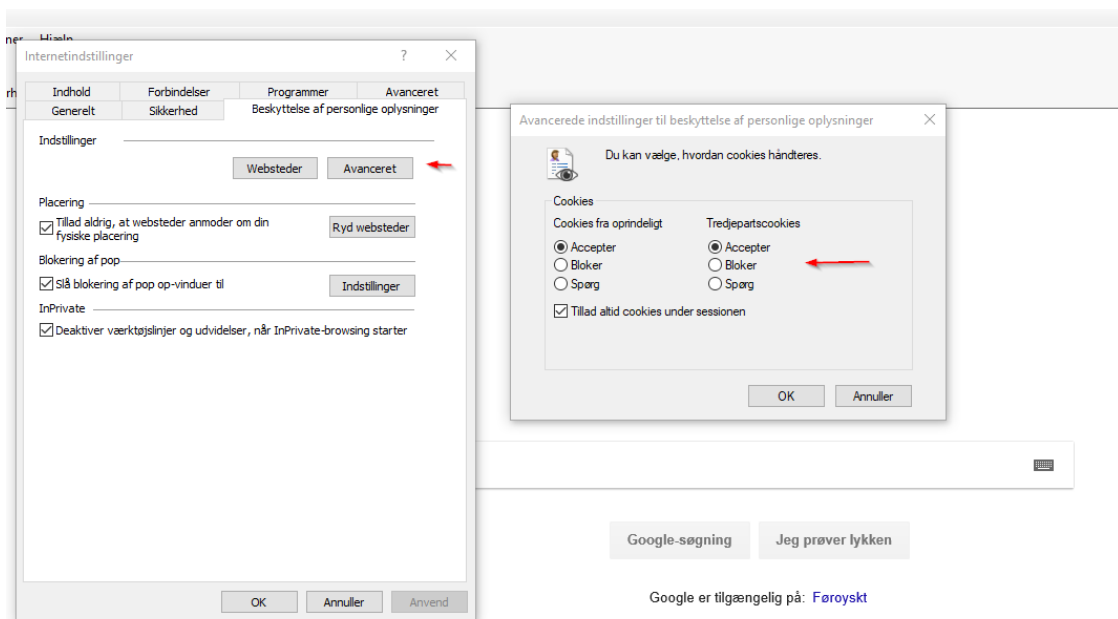 Hjælp
Internetindstillinger
Indhold Forbindelser Programmer Avanceret
Generelt Sikkerhed Beskyttelse af personlige oplysninger
Indstillinger
Websteder Avanceret
Placering
Tillad aldrig, at websteder anmoder om din
fysiske placering
Ryd websteder
Blokering af pop
Slå blokering af pop op-vinduer til
Indstillinger
InPrivate
Deaktiver værktøjslinjer og udvidelser, når InPrivate-browsing starter
OK Annuller Anvend
Avancerede indstillinger til beskyttelse af personlige oplysninger
Du kan vælge, hvordan cookies håndteres.
Cookies
Cookies fra oprindeligt Tredjepartscookies
Accepter Accepter
Bloker Bloker
Spørg Spørg
Tillad altid cookies under sessionen
OK Annuller
Google-søgning Jeg prøver lykken
Google er tilgængelig på: Føroyskt